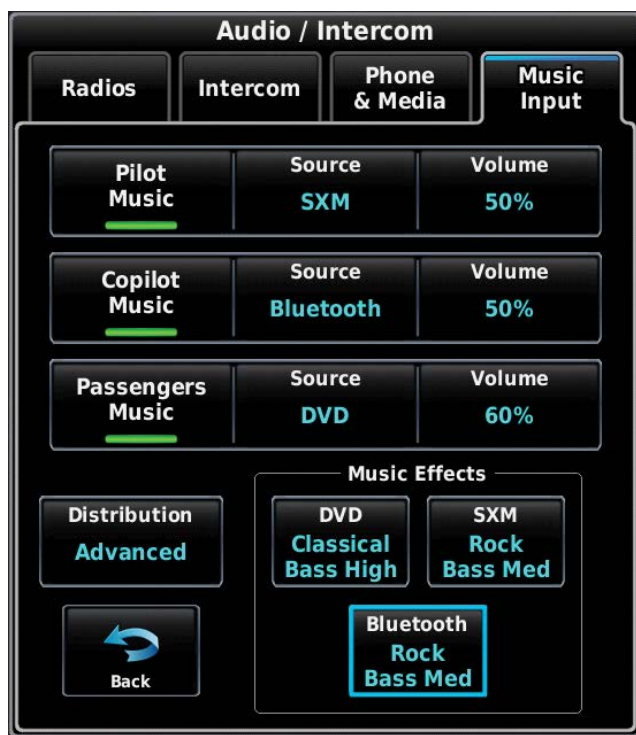 Audio / Intercom
Radios
Intercom
Phone
& Media
Music
Input
Pilot
Music
Source
SXM
Volume
50%
Copilot
Music
Source
Bluetooth
Volume
50%
Passengers
Music
Source
DVD
Volume
60%
Music Effects
Distribution
Advanced
DVD
Classical
Bass High
SXM
Rock
Bass Med
Back
Bluetooth
Rock
Bass Med